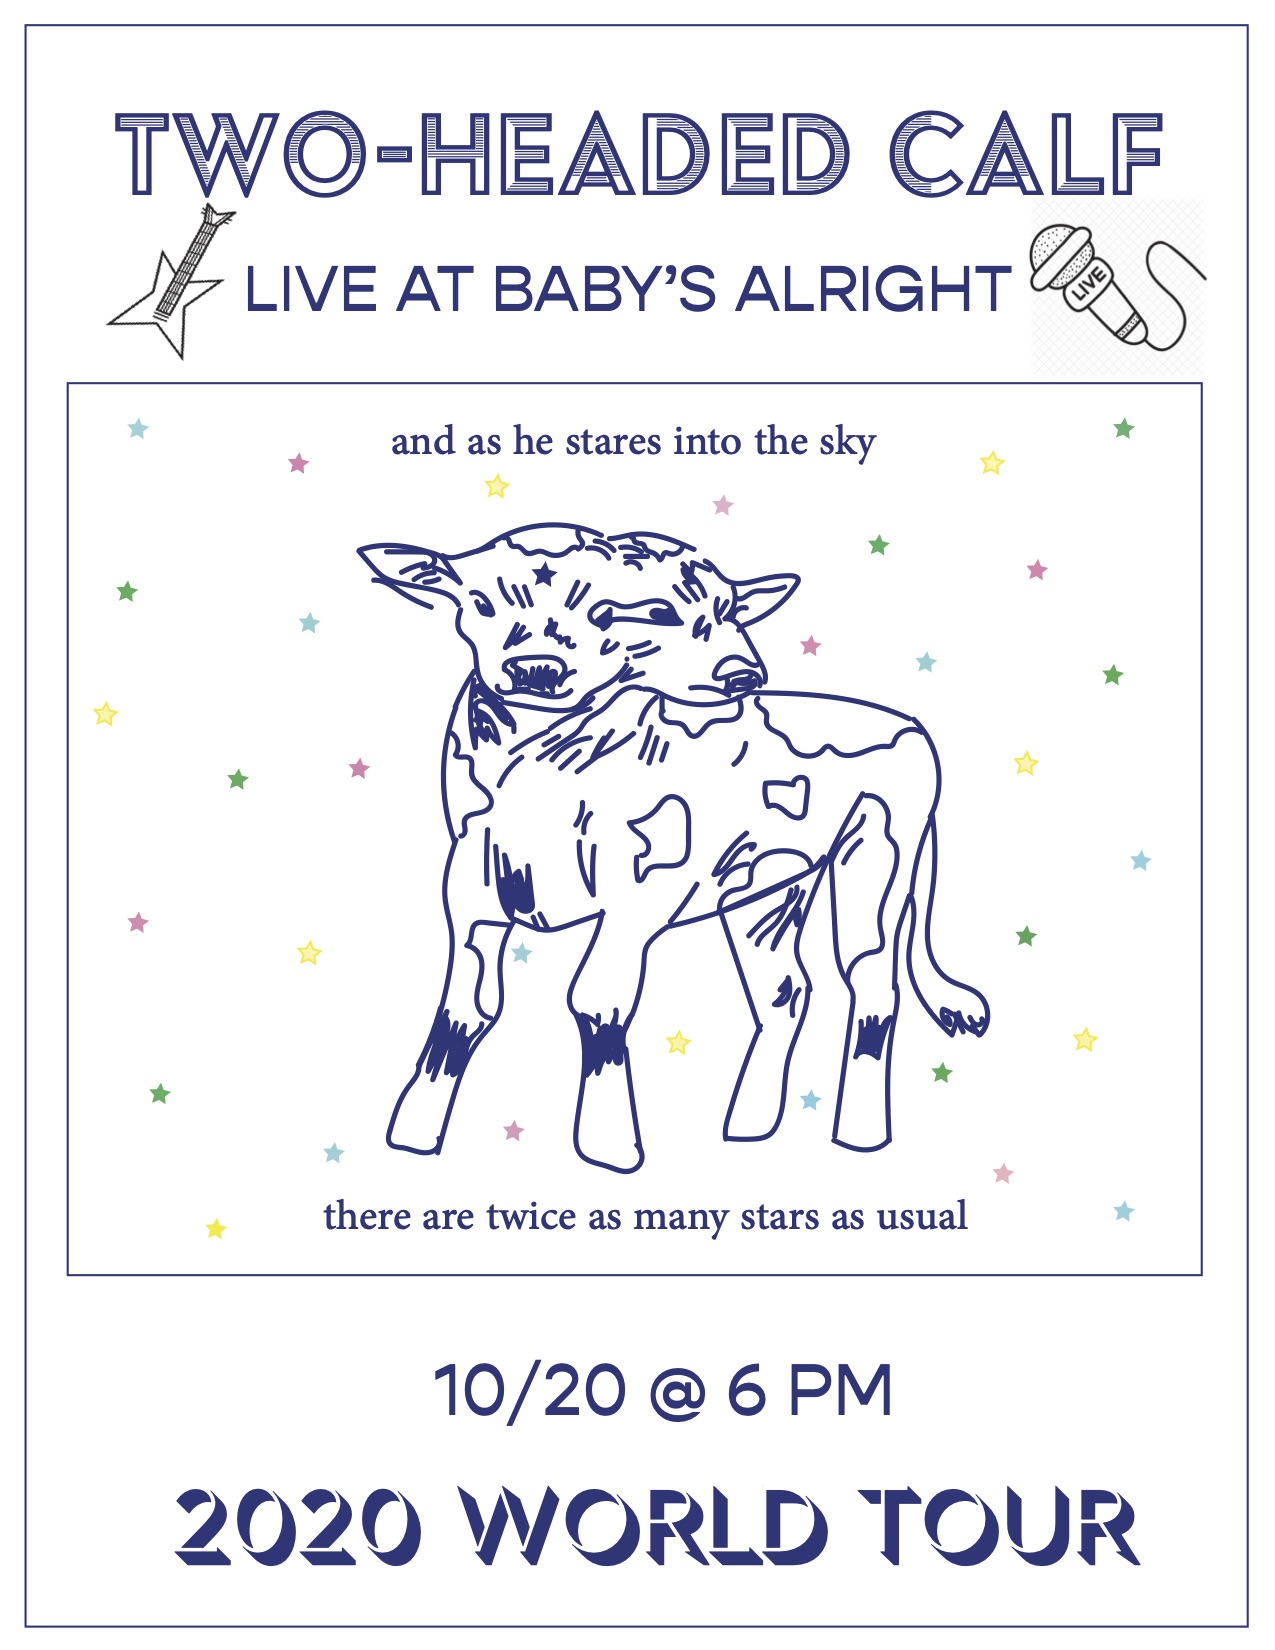 TWO-HEADED CALF
LIVE AT BABY'S ALRIGHT
LIVE
and as he stares into the sky
there are twice as many stars as usual
10/20 @ 6 PM
2020 WORLD TOUR